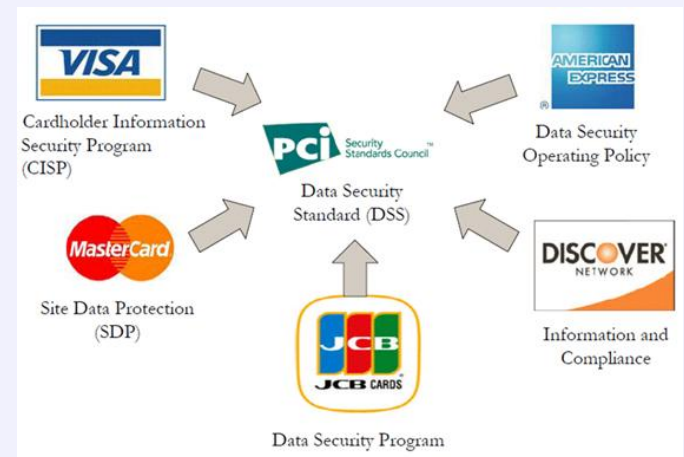 VISA
Cardholder Information
Security Program
(CISP)
AMERICAN
EXPRESS
®
Data Security
Operating Policy
PCI Security
Standards Council
™
Data Security
Standard (DSS)
MasterCard
Site Data Protection
(SDP)
DISCOVER
NETWORK
Information and
Compliance
JCB
JCB CARDS
Data Security Program